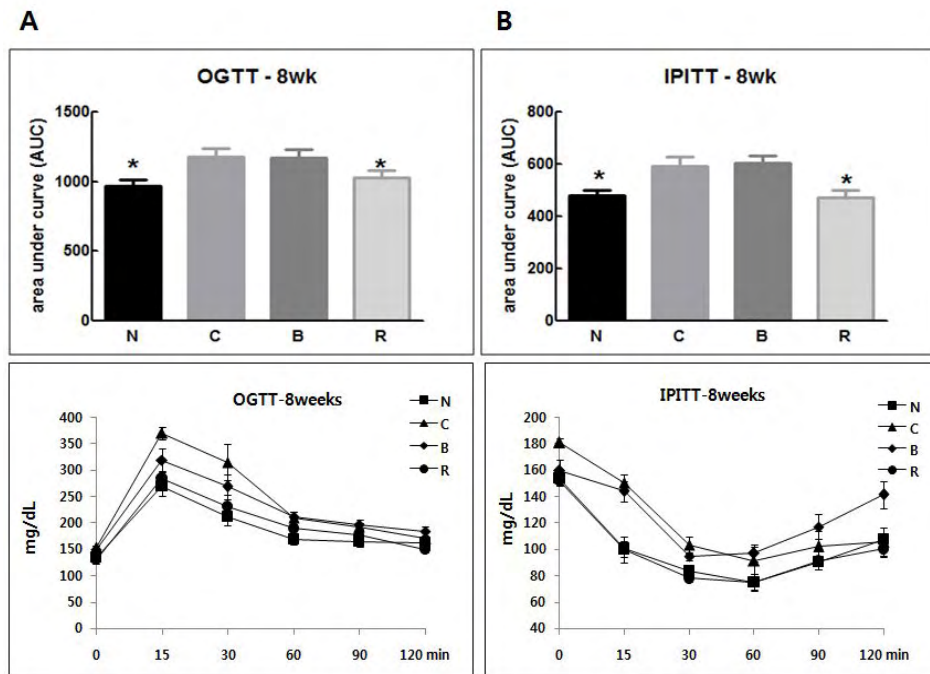 A
B
OGTT - 8wk
area under curve (AUC)
1500
1000
500
0
*
*
N
C
B
R
IPITT - 8wk
area under curve (AUC)
800
600
400
200
0
*
*
N
C
B
R
OGTT-8weeks
mg/dL
400
350
300
250
200
150
100
50
0
0
15
30
60
90
120 min
N
C
B
R
IPITT-8weeks
mg/dL
200
180
160
140
120
100
80
60
40
0
15
30
60
90
120 min
N
C
B
R